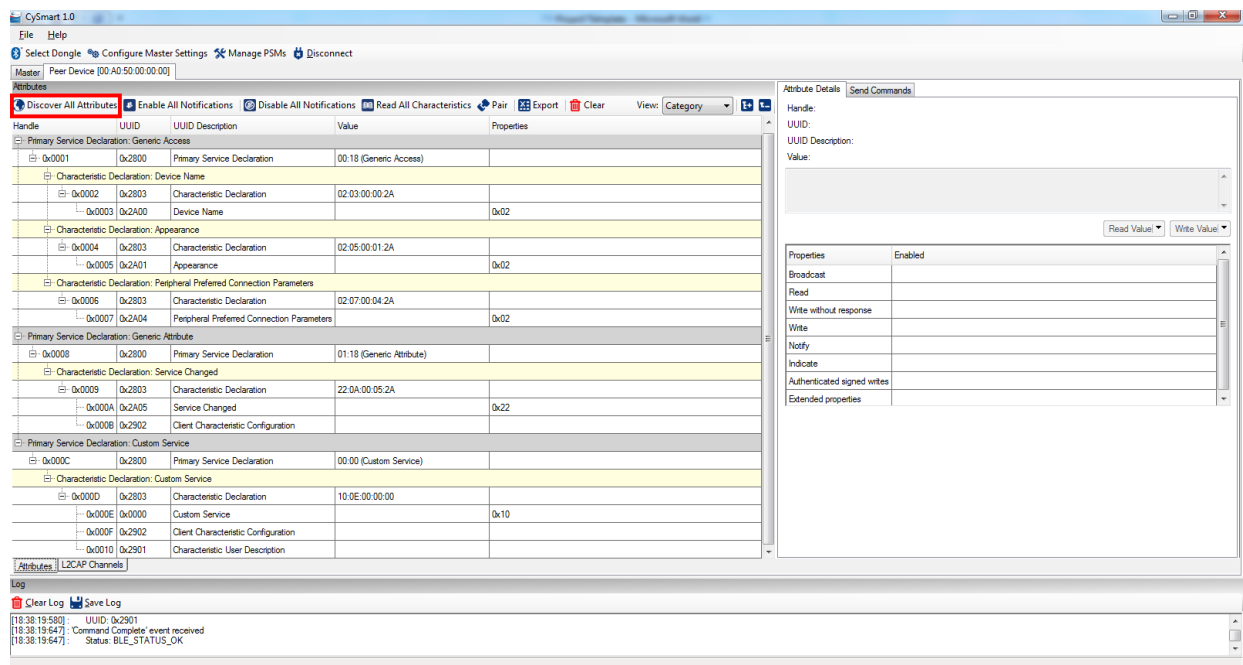 CySmart 1.0
File Help
Select Dongle Configure Master Settings Manage PSMs Disconnect
Master Peer Device [00:A0:50:00:00:00]
Attributes
Discover All Attributes Enable All Notifications Disable All Notifications Read All Characteristics Pair Export Clear View: Category
Handle UUID UUID Description Value Properties
Primary Service Declaration: Generic Access
0x0001 0x2800 Primary Service Declaration 00:18 (Generic Access)
Characteristic Declaration: Device Name
0x0002 0x2803 Characteristic Declaration 02:03:00:00:2A
0x0003 0x2A00 Device Name 0x02
Characteristic Declaration: Appearance
0x0004 0x2803 Characteristic Declaration 02:05:00:01:2A
0x0005 0x2A01 Appearance 0x02
Characteristic Declaration: Peripheral Preferred Connection Parameters
0x0006 0x2803 Characteristic Declaration 02:07:00:04:2A
0x0007 0x2A04 Peripheral Preferred Connection Parameters 0x02
Primary Service Declaration: Generic Attribute
0x0008 0x2800 Primary Service Declaration 01:18 (Generic Attribute)
Characteristic Declaration: Service Changed
0x0009 0x2803 Characteristic Declaration 22:0A:00:05:2A
0x000A 0x2A05 Service Changed 0x22
0x000B 0x2902 Client Characteristic Configuration
Primary Service Declaration: Custom Service
0x000C 0x2800 Primary Service Declaration 00:00 (Custom Service)
Characteristic Declaration: Custom Service
0x000D 0x2803 Characteristic Declaration 10:0E:00:00:00
0x000E 0x0000 Custom Service 0x10
0x000F 0x2902 Client Characteristic Configuration
0x0010 0x2901 Characteristic User Description
Attributes L2CAP Channels
Attribute Details Send Commands
Handle:
UUID:
UUID Description:
Value:
Read Value Write Value
Properties Enabled
Broadcast
Read
Write without response
Write
Notify
Indicate
Authenticated signed writes
Extended properties
Log
Clear Log Save Log
[18:38:19:580] : UUID: 0x2901
[18:38:19:647] : 'Command Complete' event received
[18:38:19:647] : Status: BLE_STATUS_OK